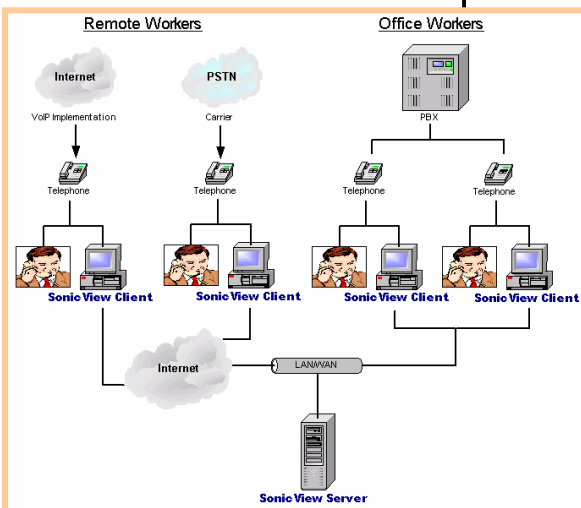 Remote Workers
Office Workers
Internet
PSTN
VoIP Implementation
Carrier
PBX
Telephone
Telephone
Telephone
Telephone
Sonic View Client
Sonic View Client
Sonic View Client
Sonic View Client
Internet
LAN/WAN
Sonic View Server